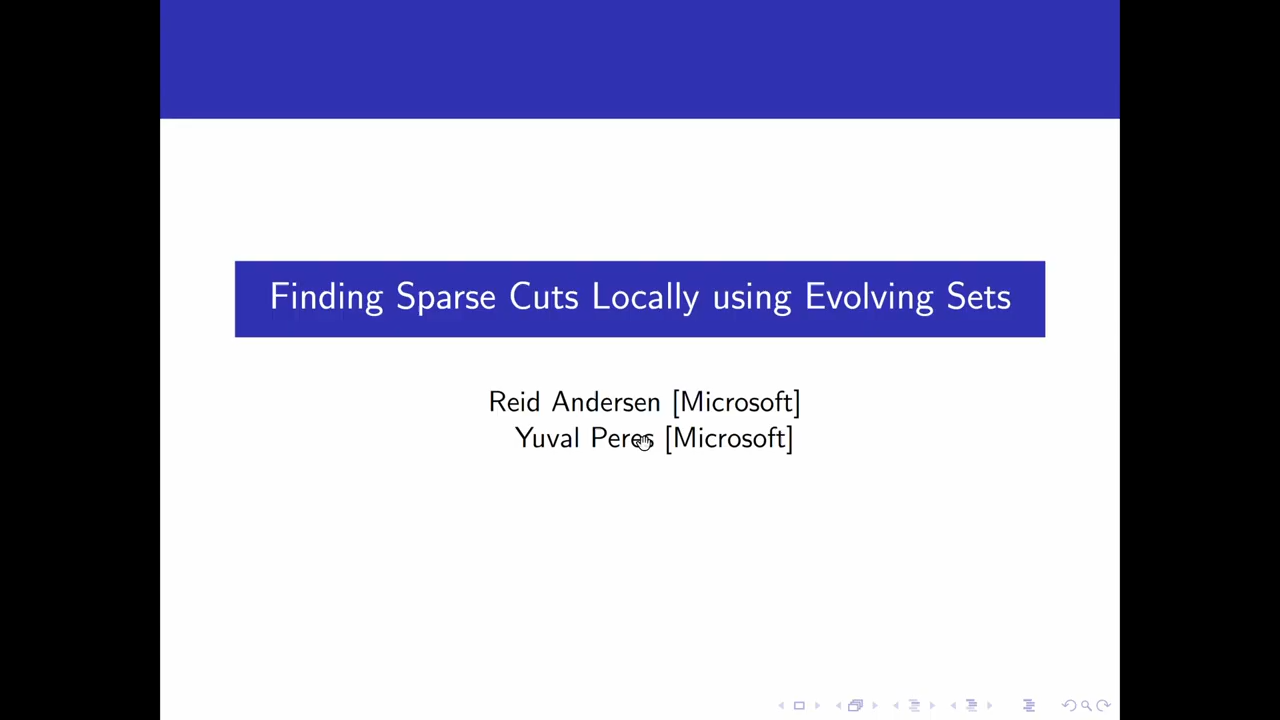 Finding Sparse Cuts Locally using Evolving Sets
Reid Andersen [Microsoft]
Yuval Peres [Microsoft]